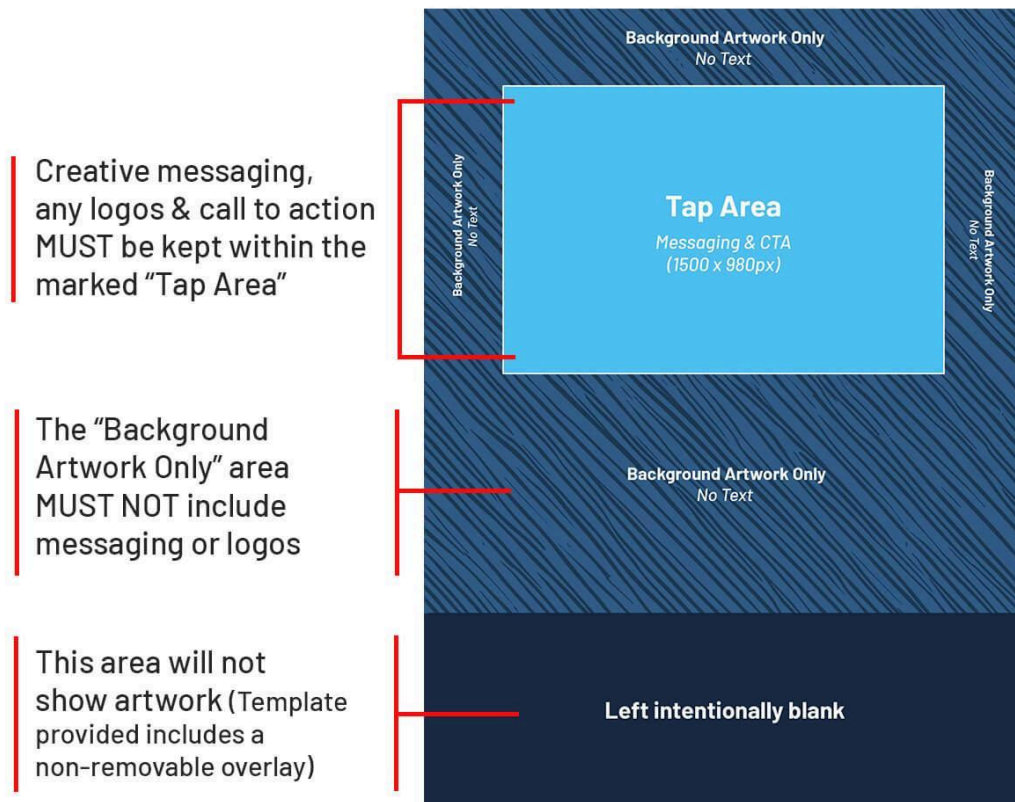 Background Artwork Only
No Text
Creative messaging,
any logos & call to action
MUST be kept within the
marked “Tap Area”
Background Artwork Only
No Text
Tap Area
Messaging & CTA
(1500 x 980px)
Background Artwork Only
No Text
The “Background
Artwork Only” area
MUST NOT include
messaging or logos
Background Artwork Only
No Text
This area will not
show artwork (Template
provided includes a
non-removable overlay)
Left intentionally blank